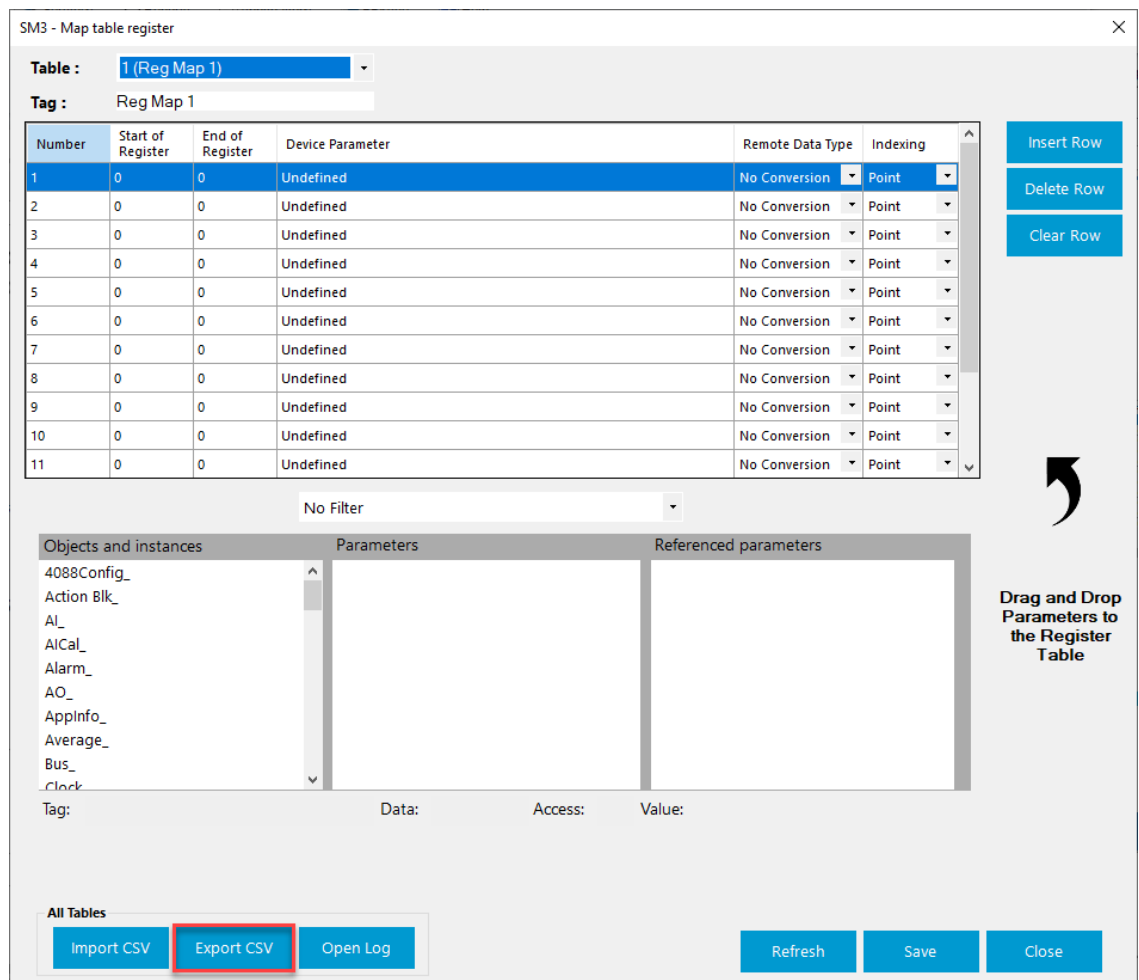 SM3 - Map table register
Table : 1 (Reg Map 1)
Tag : Reg Map 1
Number Start of Register End of Register Device Parameter Remote Data Type Indexing
1 0 0 Undefined No Conversion Point
2 0 0 Undefined No Conversion Point
3 0 0 Undefined No Conversion Point
4 0 0 Undefined No Conversion Point
5 0 0 Undefined No Conversion Point
6 0 0 Undefined No Conversion Point
7 0 0 Undefined No Conversion Point
8 0 0 Undefined No Conversion Point
9 0 0 Undefined No Conversion Point
10 0 0 Undefined No Conversion Point
11 0 0 Undefined No Conversion Point
Insert Row
Delete Row
Clear Row
No Filter
Objects and instances Parameters Referenced parameters
4088Config_
Action Blk_
AI_
AICal_
Alarm_
AO_
AppInfo_
Average_
Bus_
Clock
Drag and Drop
Parameters to
the Register
Table
Tag: Data: Access: Value:
All Tables
Import CSV Export CSV Open Log Refresh Save Close